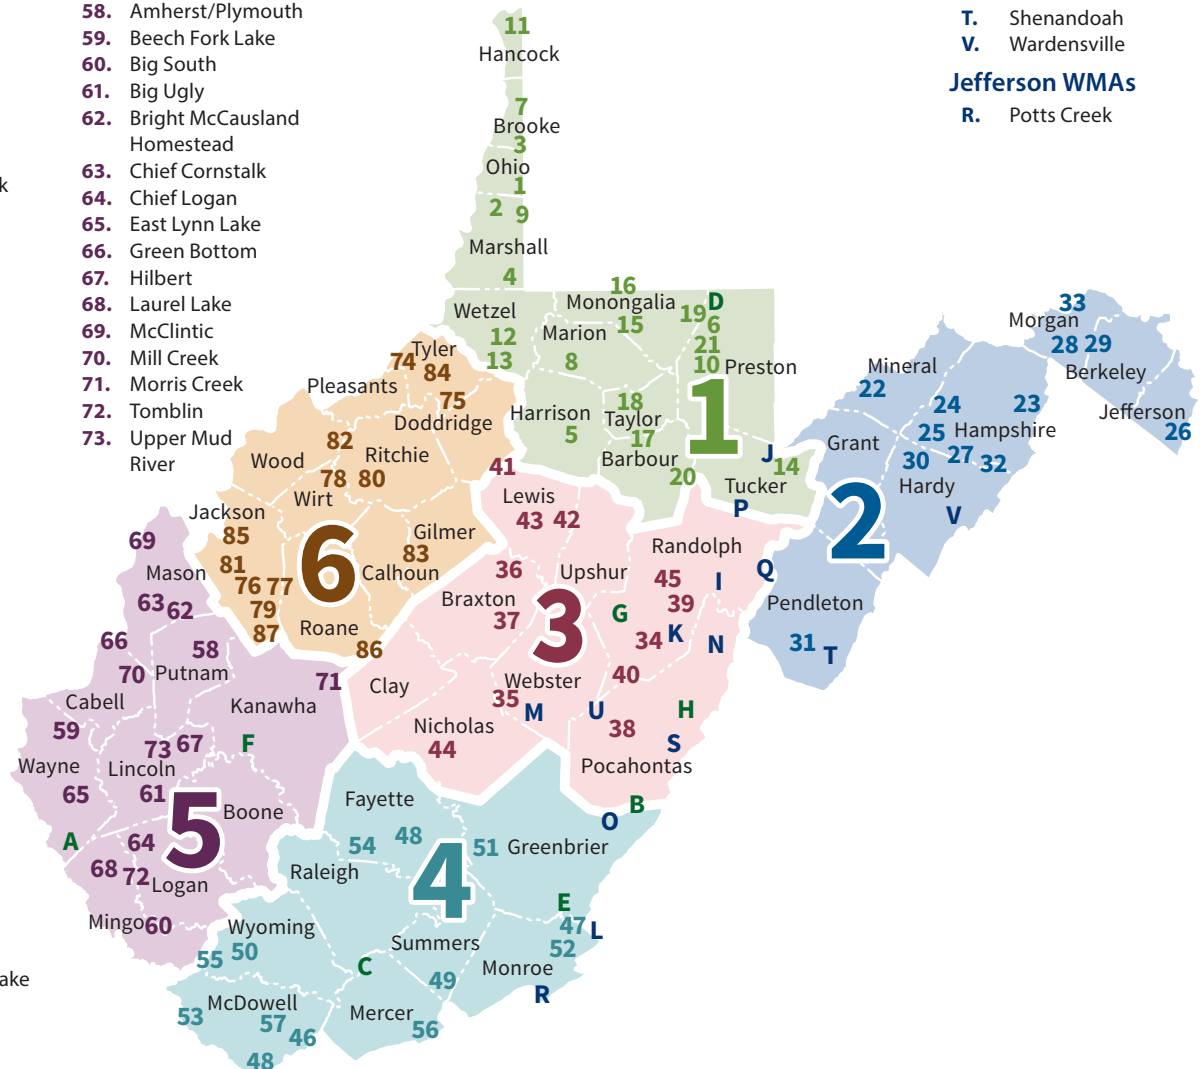 58. Amherst/Plymouth
59. Beech Fork Lake
60. Big South
61. Big Ugly
62. Bright McCausland
Homestead
63. Chief Cornstalk
64. Chief Logan
65. East Lynn Lake
66. Green Bottom
67. Hilbert
68. Laurel Lake
69. McClintic
70. Mill Creek
71. Morris Creek
72. Tomblin
73. Upper Mud
River
k
ake
T. Shenandoah
V. Wardensville
Jefferson WMAs
R. Potts Creek
11
Hancock
7
Brooke
3
Ohio
1
2 9
Marshall
4
16
Wetzel
Monongalia
19 D
Marion 15 6
12
21
13 8 10 Preston
18
Harrison Taylor
1
5 17
Barbour J
20 14
Tucker
P
33
Morgan
28 29
Mineral
Berkeley
22
24 23
Jefferson
25 Hampshire 26
Grant
30 27 32
Hardy
2
V
Pendleton
31 T
Tyler
74 84
Pleasants
75
Doddridge
82
Wood Ritchie
78 80
Wirt
Jackson
85 Gilmer
6
81 83
76 77 Calhoun
79
87 Roane
86
41
Lewis
43 42
Randolph
36 Upshur Q
45 I
Braxton 39
37 3 G
34 K N
40
Clay Webster
35 M U H
Nicholas 38 S
44
Pocahontas
B
O
69
Mason
63 62
66 58
70 Putnam 71
Cabell Kanawha
59 F
73 67
Wayne Lincoln
65 61
5
Boone
A 64
68 72 Logan
Mingo 60
Fayette
54 48 51 Greenbrier
Raleigh
4
E
Wyoming 47 L
55 50 Summers 52
C 49 Monroe
R
McDowell
53 57 Mercer
46 56
48